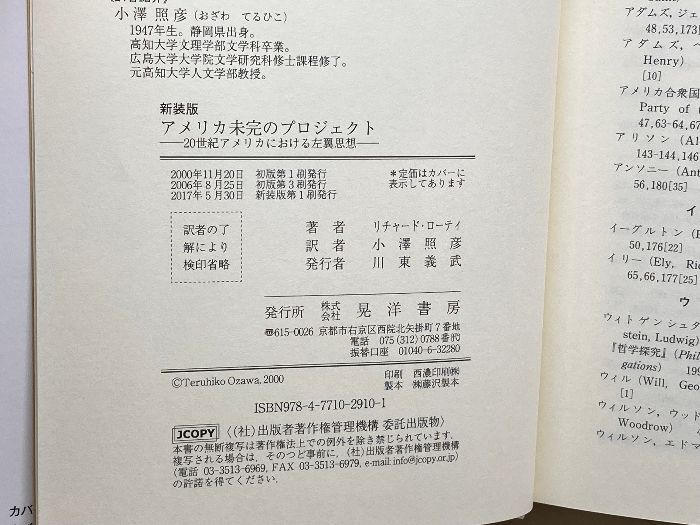 小澤 照彦(おざわ てるひこ)
1947年生。静岡県出身。
高知大学文理学部文学科卒業。
広島大学大学院文学研究科修士課程修了。
元高知大学人文学部教授。
新装版
アメリカ未完のプロジェクト
——20世紀アメリカにおける左翼思想——
2000年11月20日 初版第1刷発行
2006年8月25日 初版第3刷発行
2017年5月30日 新装版第1刷発行
*定価はカバーに
表示してあります
訳者の了
解により
検印省略
著者 リチャード・ローティ
訳者 小澤照彦
発行者 川東義武
発行所 株式会社 晃洋書房
〒615-0026 京都市右京区西院北矢掛町7番地
電話 075(312)0788番㈹
振替口座 01040-6-32280
©Teruhiko Ozawa, 2000
印刷 西濃印刷㈱
製本 ㈱藤沢製本
ISBN978-4-7710-2910-1
JCOPY 〈(社)出版者著作権管理機構 委託出版物〉
本書の無断複写は著作権法上での例外を除き禁じられています。
複写される場合は、そのつど事前に、(社)出版者著作権管理機構
(電話 03-3513-6969, FAX 03-3513-6979, e-mail: info@jcopy.or.jp)
の許諾を得てください。
カバ
アダムズ, ジェ
48,53,173
アダムズ, ヘ
Henry)
[10]
アメリカ合衆国
Party of (
47,63-64,67
アリソン (Al
143-144,146
アンソニー (Ant
56,180[35]
イ
イーグルトン (E
50,176[22]
イリー (Ely, Ric
65,66,177[25]
ウ
ウィトゲンシュタ
stein, Ludwig)
『哲学探究』(Phil
gations) 199
ウィル (Will, Geo
[1]
ウィルソン, ウッド
Woodrow) 4
ウィルソン, エドマ